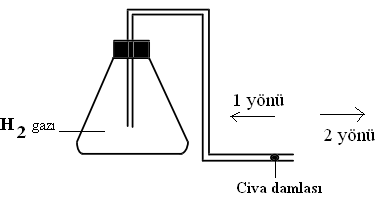 1 yönü
2 yönü
H2 gazı
Civa damlası